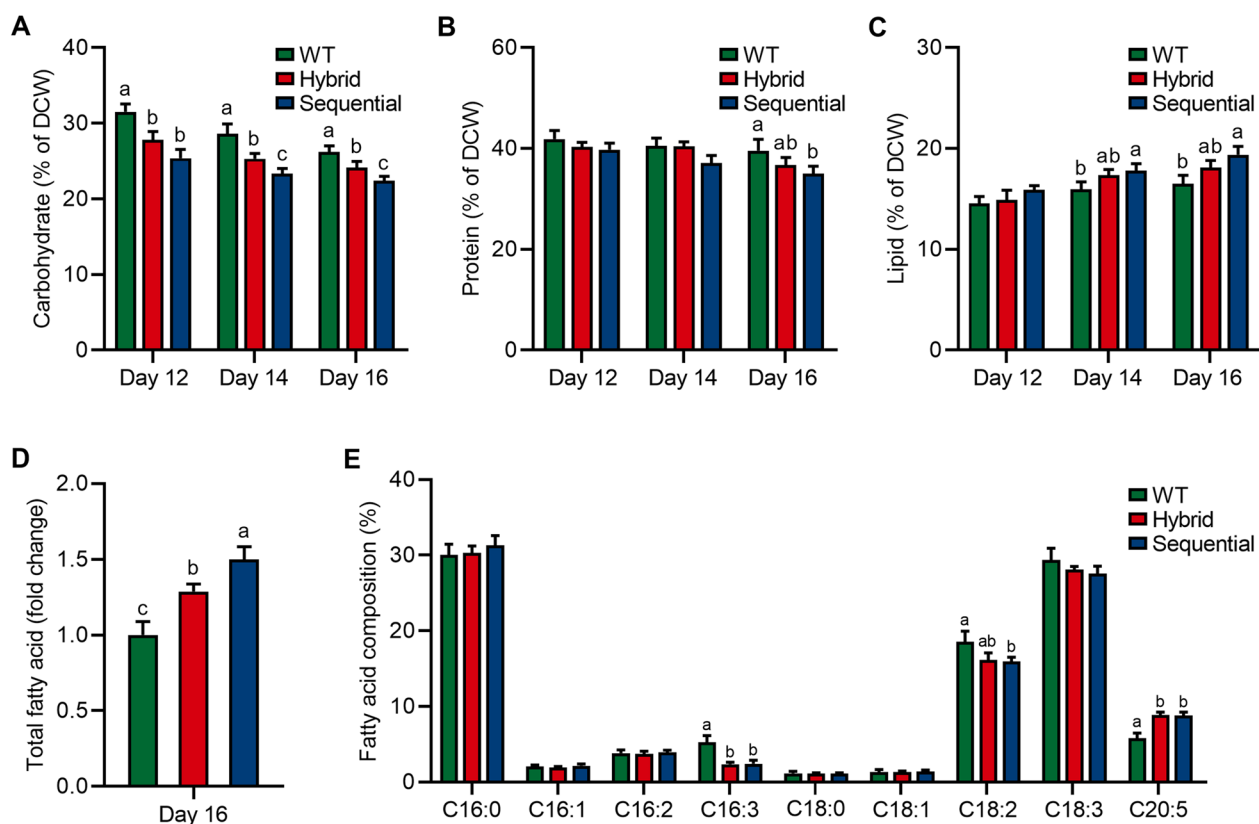 A
Carbohydrate (% of DCW)
40
30
20
10
0
WT
Hybrid
Sequential
a
b
b
a
b
c
a
b
c
Day 12
Day 14
Day 16
B
Protein (% of DCW)
60
40
20
0
WT
Hybrid
Sequential
a
ab
b
Day 12
Day 14
Day 16
C
Lipid (% of DCW)
30
20
10
0
WT
Hybrid
Sequential
b
ab
a
b
ab
a
Day 12
Day 14
Day 16
D
Total fatty acid (fold change)
2.0
1.5
1.0
0.5
0.0
c
b
a
Day 16
E
Fatty acid composition (%)
40
30
20
10
0
WT
Hybrid
Sequential
a
b
b
a
ab
b
a
b
b
C16:0
C16:1
C16:2
C16:3
C18:0
C18:1
C18:2
C18:3
C20:5